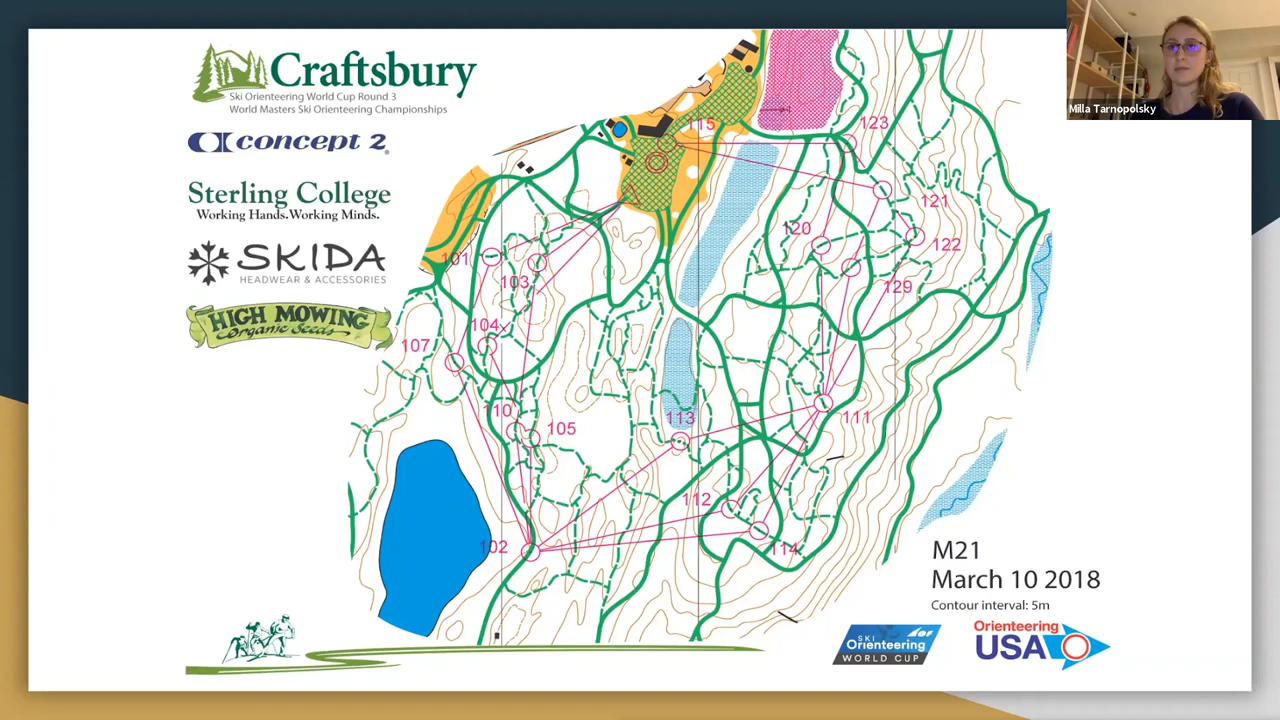 Craftsbury
Ski Orienteering World Cup Round 3
World Masters Ski Orienteering Championships
concept 2
Sterling College
Working Hands.Working Minds.
SKIDA
HEADWEAR & ACCESSORIES
HIGH MOWING
Organic Seeds
Milla Tarnopolsky
115
123
121
120
122
101
103
129
104
107
110
105
113
111
112
102
114
M21
March 10 2018
Contour interval: 5m
SKI IOF
Orienteering
WORLD CUP
Orienteering
USA